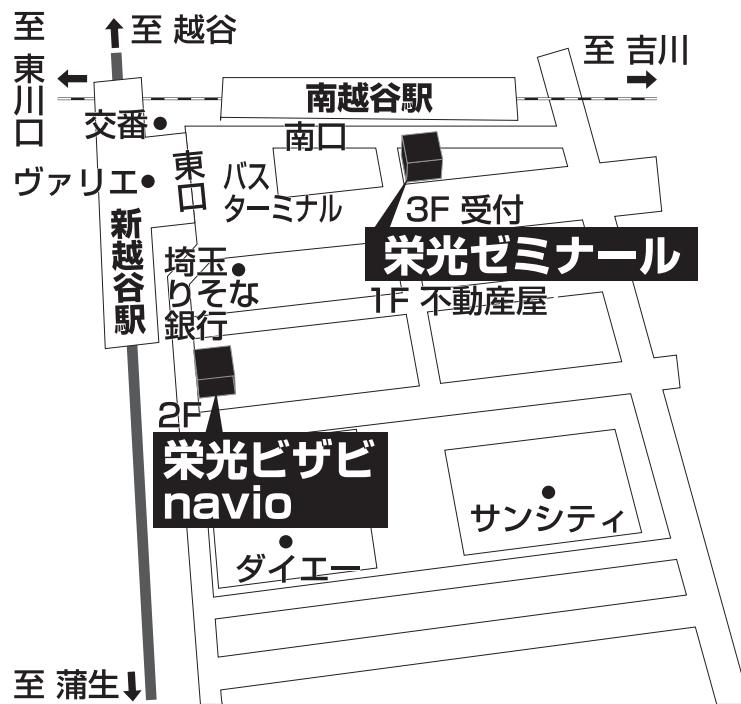 至 越谷
至 東川口
至 吉川
南越谷駅
交番
南口
東口
ヴァリエ
バス
ターミナル
新越谷駅
3F 受付
栄光ゼミナール
1F 不動産屋
埼玉
りそな
銀行
2F
栄光ビザビ
navio
サンシティ
ダイエー
至 蒲生